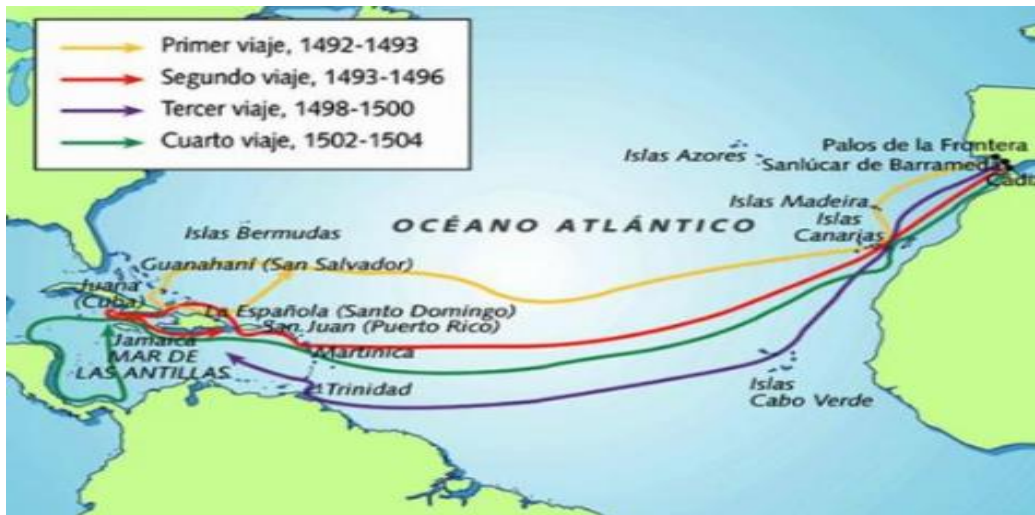 Primer viaje, 1492-1493
Segundo viaje, 1493-1496
Tercer viaje, 1498-1500
Cuarto viaje, 1502-1504
Palos de la Frontera
Islas Azores
Sanlúcar de Barrameda
Cádiz
Islas Madeira
OCÉANO ATLÁNTICO
Islas
Canarias
Islas Bermudas
Guanahaní (San Salvador)
Juana
(Cuba)
La Española (Santo Domingo)
San Juan (Puerto Rico)
Jamaica
Martinica
MAR DE
LAS ANTILLAS
Trinidad
Islas
Cabo Verde